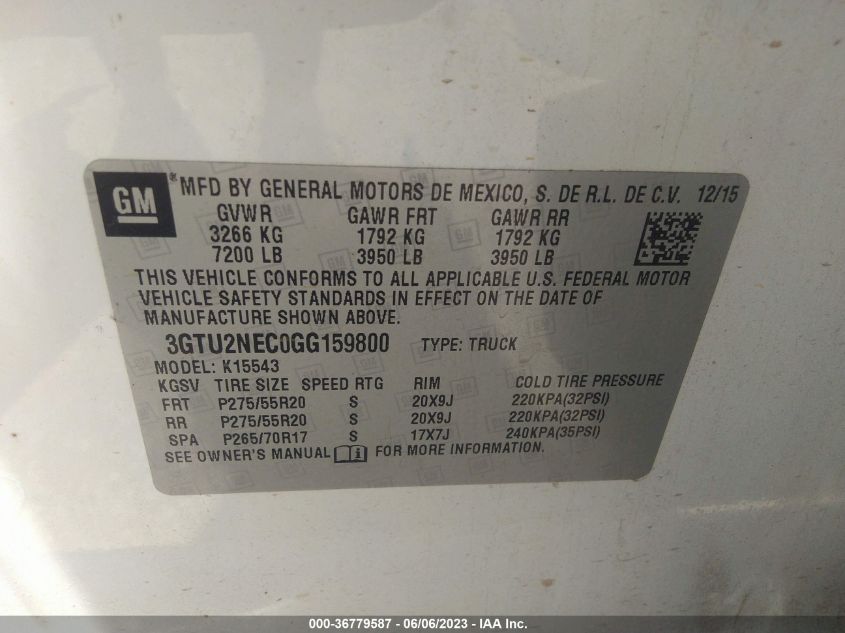 GM * MFD BY GENERAL MOTORS DE MEXICO, S. DE R.L. DE C.V. 12/15
GVWR GAWR FRT GAWR RR
3266 KG 1792 KG 1792 KG
7200 LB 3950 LB 3950 LB
THIS VEHICLE CONFORMS TO ALL APPLICABLE U.S. FEDERAL MOTOR
VEHICLE SAFETY STANDARDS IN EFFECT ON THE DATE OF
MANUFACTURE SHOWN ABOVE.
3GTU2NEC0GG159800 TYPE: TRUCK
MODEL: K15543
KGSV TIRE SIZE SPEED RTG RIM COLD TIRE PRESSURE
FRT P275/55R20 S 20X9J 220KPA(32PSI)
RR P275/55R20 S 20X9J 220KPA(32PSI)
SPA P265/70R17 S 17X7J 240KPA(35PSI)
SEE OWNER'S MANUAL i FOR MORE INFORMATION.
000-36779587 - 06/06/2023 - IAA Inc.